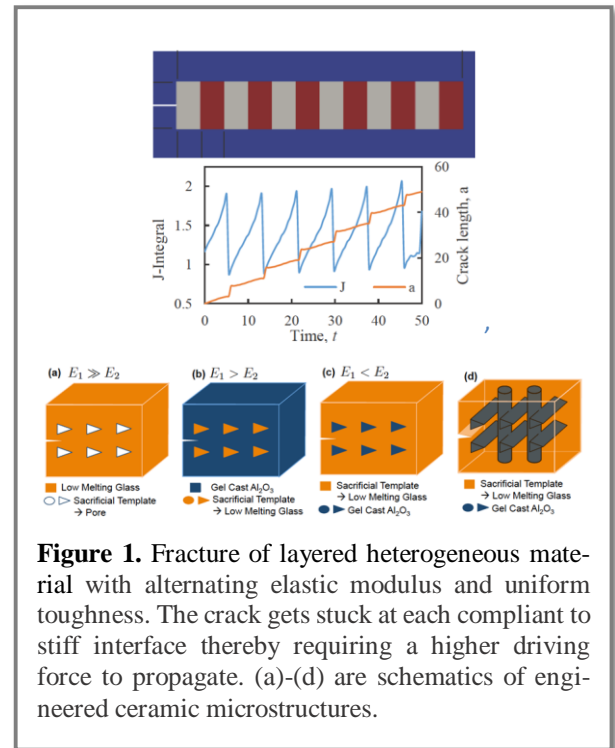 2
1.5
1
0.5
J-Integral
60
40
20
0
Crack length, a
J a
0 10 20 30 40 50
Time, t
,
(a) E₁ ≫ E₂
(b) E₁ > E₂
(c) E₁ < E₂
(d)
Low Melting Glass
Sacrificial Template
→ Pore
Gel Cast Al₂O₃
Sacrificial Template
→ Low Melting Glass
Sacrificial Template
→ Low Melting Glass
Gel Cast Al₂O₃
Sacrificial Template
→ Low Melting Glass
Gel Cast Al₂O₃
Figure 1. Fracture of layered heterogeneous mate-
rial with alternating elastic modulus and uniform
toughness. The crack gets stuck at each compliant to
stiff interface thereby requiring a higher driving
force to propagate. (a)-(d) are schematics of engi-
neered ceramic microstructures.